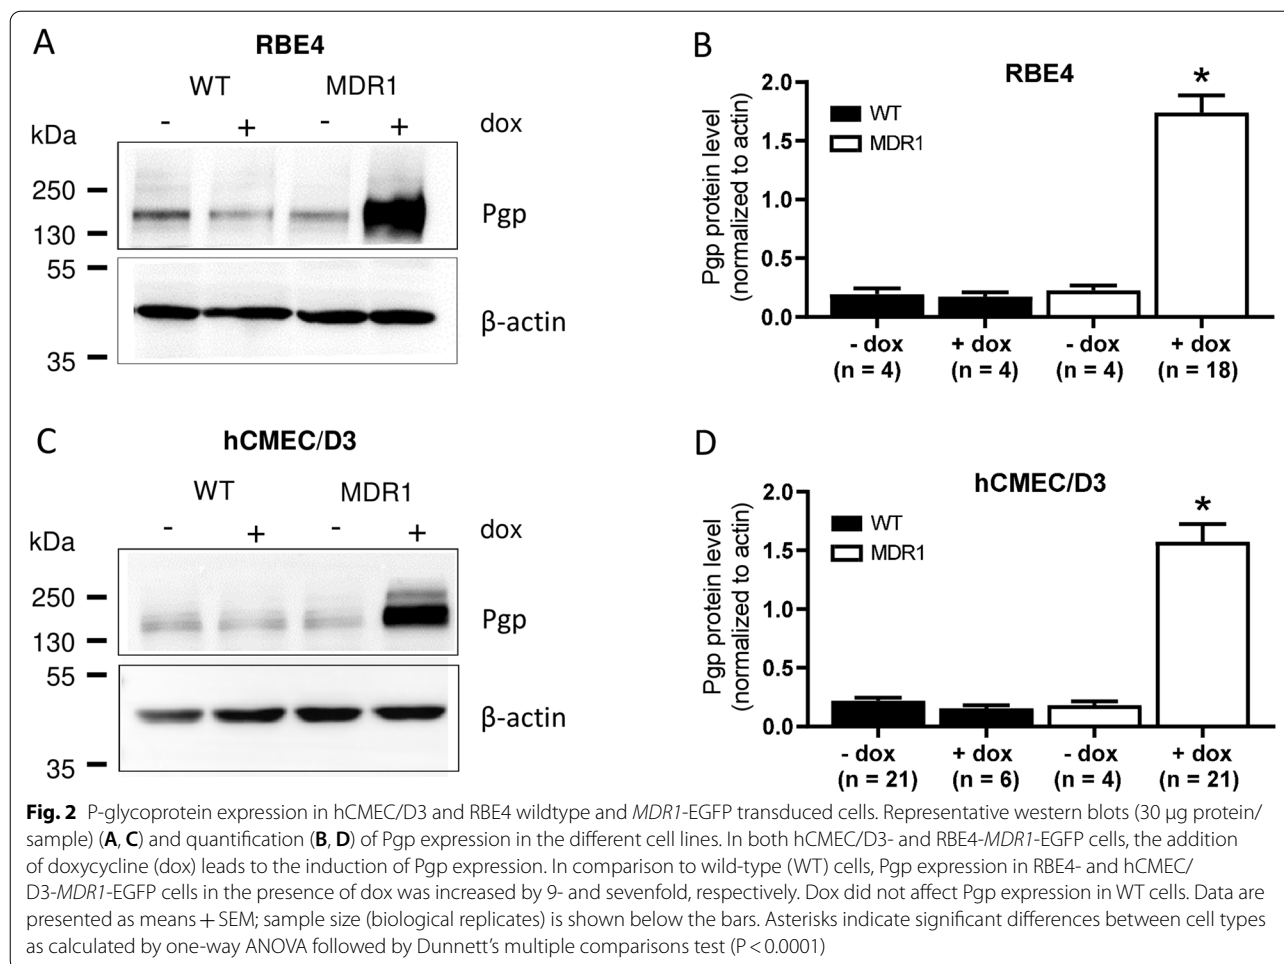 A
RBE4
WT MDR1
- + - + dox
kDa
250
130
Pgp
55
35
β-actin
B
RBE4
*
WT
MDR1
Pgp protein level
(normalized to actin)
2.0
1.5
1.0
0.5
0.0
- dox + dox - dox + dox
(n = 4) (n = 4) (n = 4) (n = 18)
C
hCMEC/D3
WT MDR1
- + - + dox
kDa
250
130
Pgp
55
35
β-actin
D
hCMEC/D3
*
WT
MDR1
Pgp protein level
(normalized to actin)
2.0
1.5
1.0
0.5
0.0
- dox + dox - dox + dox
(n = 21) (n = 6) (n = 4) (n = 21)
Fig. 2 P-glycoprotein expression in hCMEC/D3 and RBE4 wildtype and MDR1-EGFP transduced cells. Representative western blots (30 µg protein/
sample) (A, C) and quantification (B, D) of Pgp expression in the different cell lines. In both hCMEC/D3- and RBE4-MDR1-EGFP cells, the addition
of doxycycline (dox) leads to the induction of Pgp expression. In comparison to wild-type (WT) cells, Pgp expression in RBE4- and hCMEC/
D3-MDR1-EGFP cells in the presence of dox was increased by 9- and sevenfold, respectively. Dox did not affect Pgp expression in WT cells. Data are
presented as means + SEM; sample size (biological replicates) is shown below the bars. Asterisks indicate significant differences between cell types
as calculated by one-way ANOVA followed by Dunnett's multiple comparisons test (P < 0.0001)